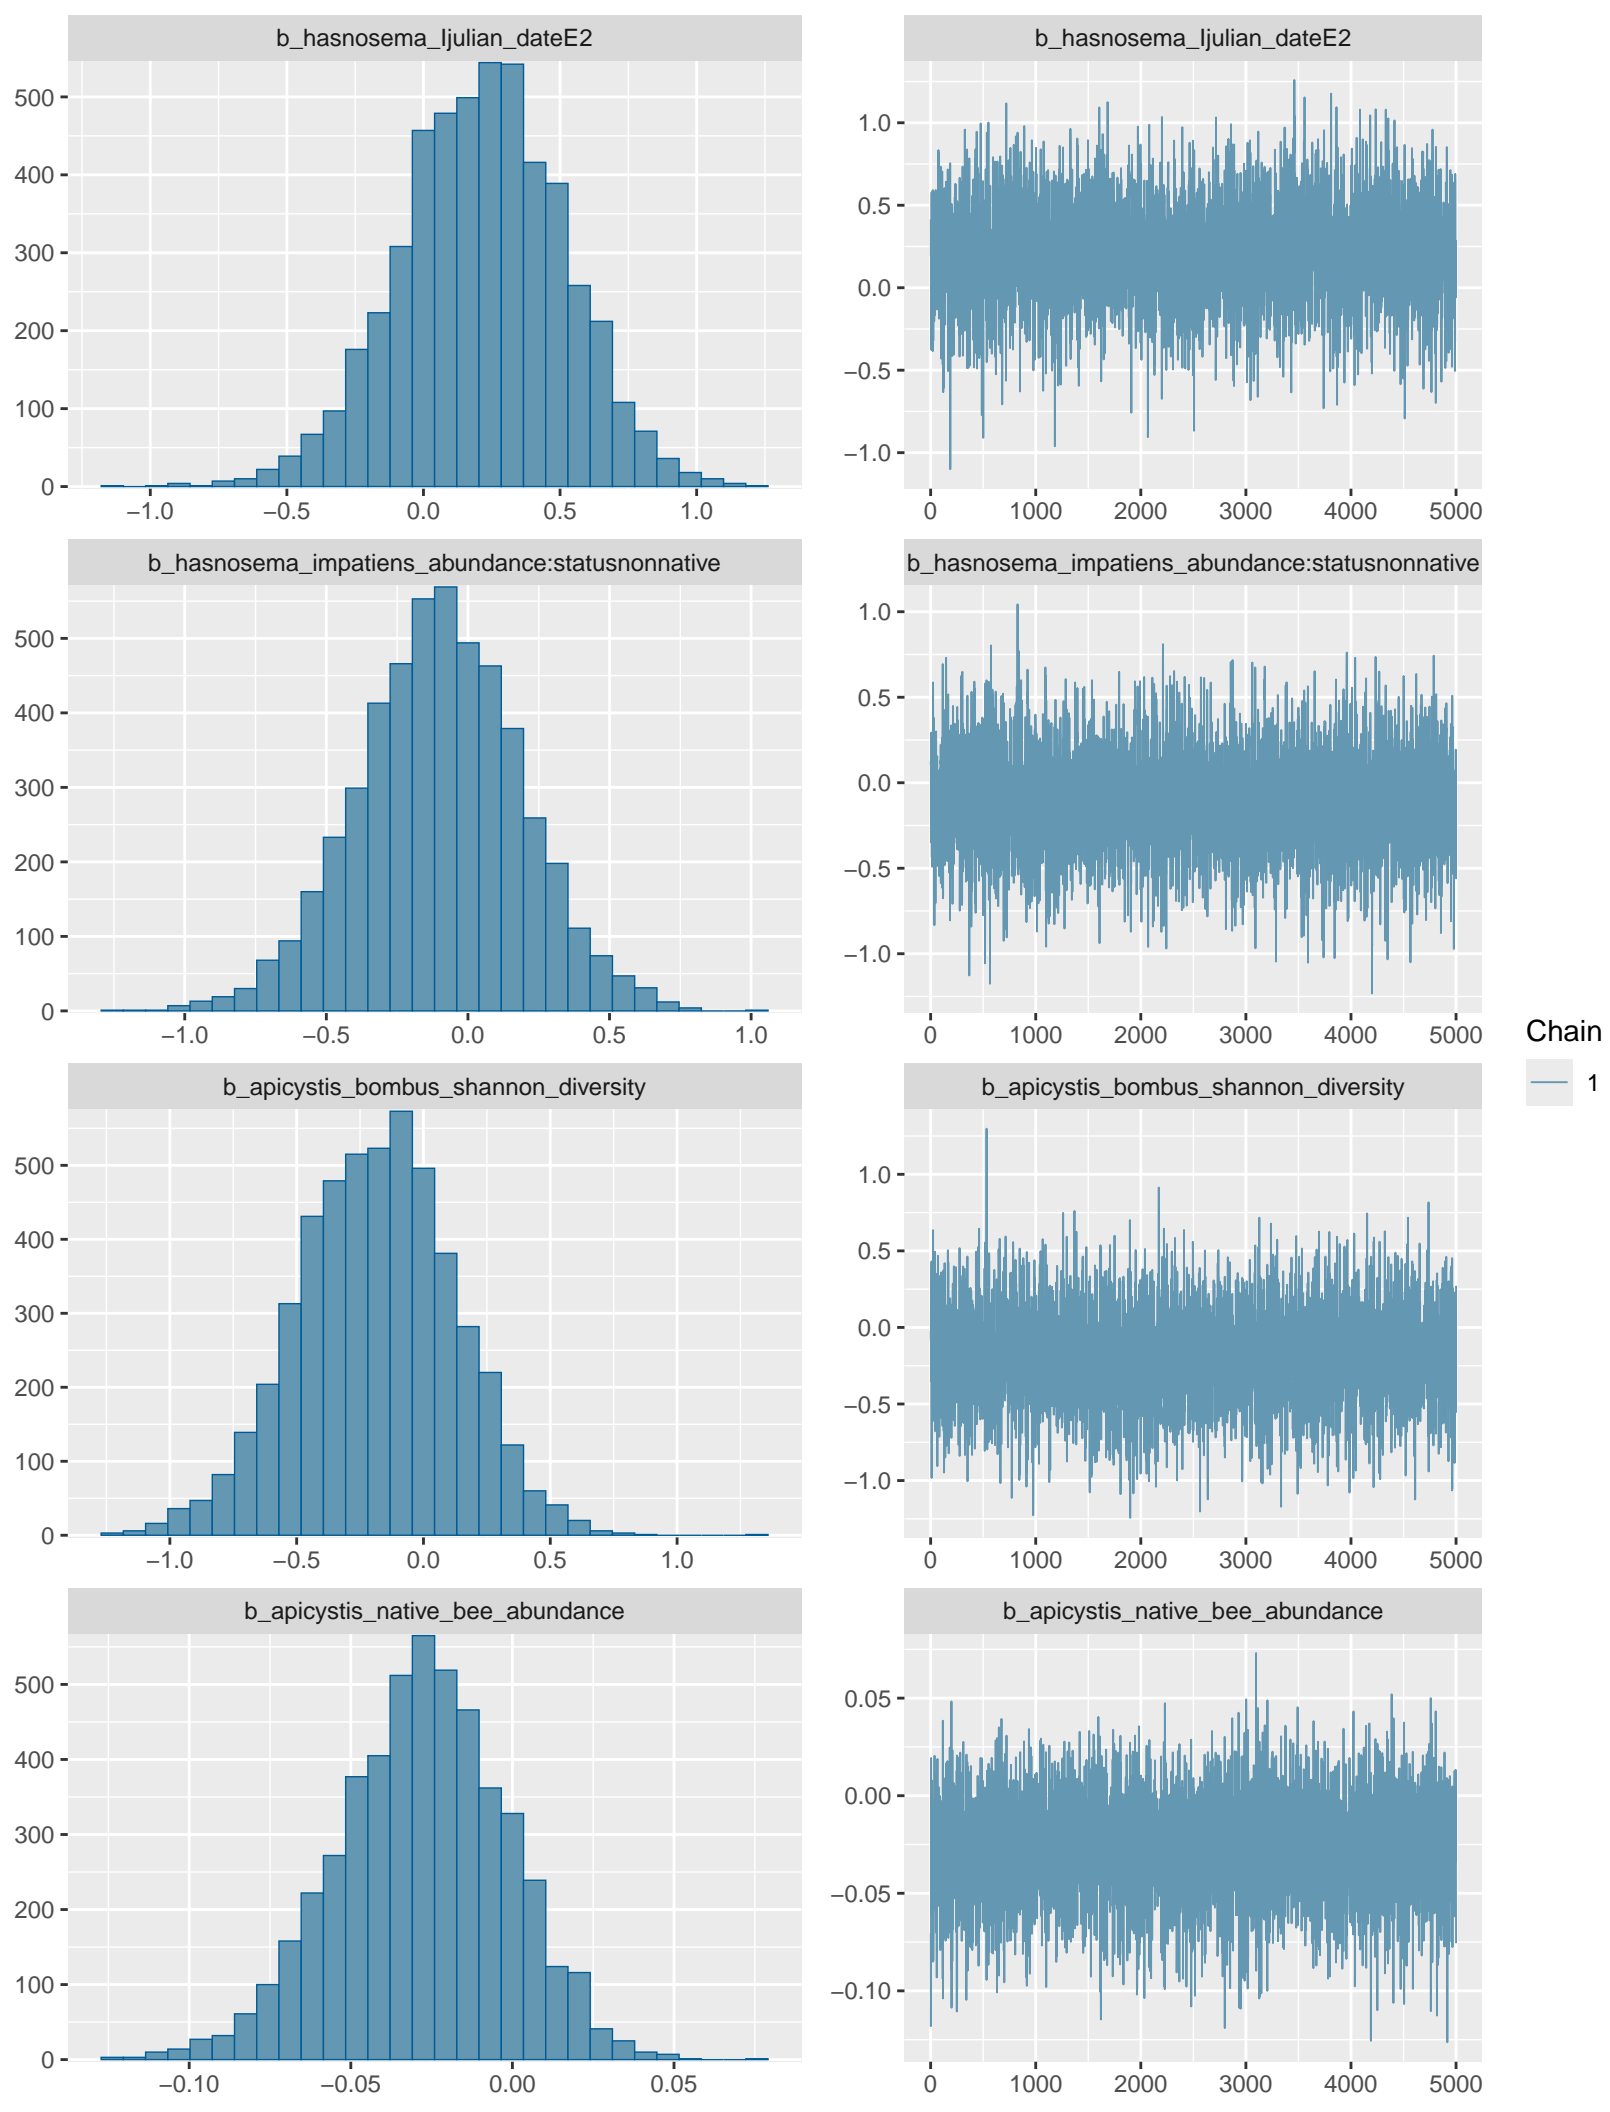 b_hasnosema_Ijulian_dateE2
500
400
300
200
100
0
−1.0 −0.5 0.0 0.5 1.0
b_hasnosema_Ijulian_dateE2
1.0
0.5
0.0
−0.5
−1.0
0 1000 2000 3000 4000 5000
b_hasnosema_impatiens_abundance:statusnonnative
500
400
300
200
100
0
−1.0 −0.5 0.0 0.5 1.0
b_hasnosema_impatiens_abundance:statusnonnative
1.0
0.5
0.0
−0.5
−1.0
0 1000 2000 3000 4000 5000
b_apicystis_bombus_shannon_diversity
500
400
300
200
100
0
−1.0 −0.5 0.0 0.5 1.0
b_apicystis_bombus_shannon_diversity
1.0
0.5
0.0
−0.5
−1.0
0 1000 2000 3000 4000 5000
b_apicystis_native_bee_abundance
500
400
300
200
100
0
−0.10 −0.05 0.00 0.05
b_apicystis_native_bee_abundance
0.05
0.00
−0.05
−0.10
0 1000 2000 3000 4000 5000
Chain
1